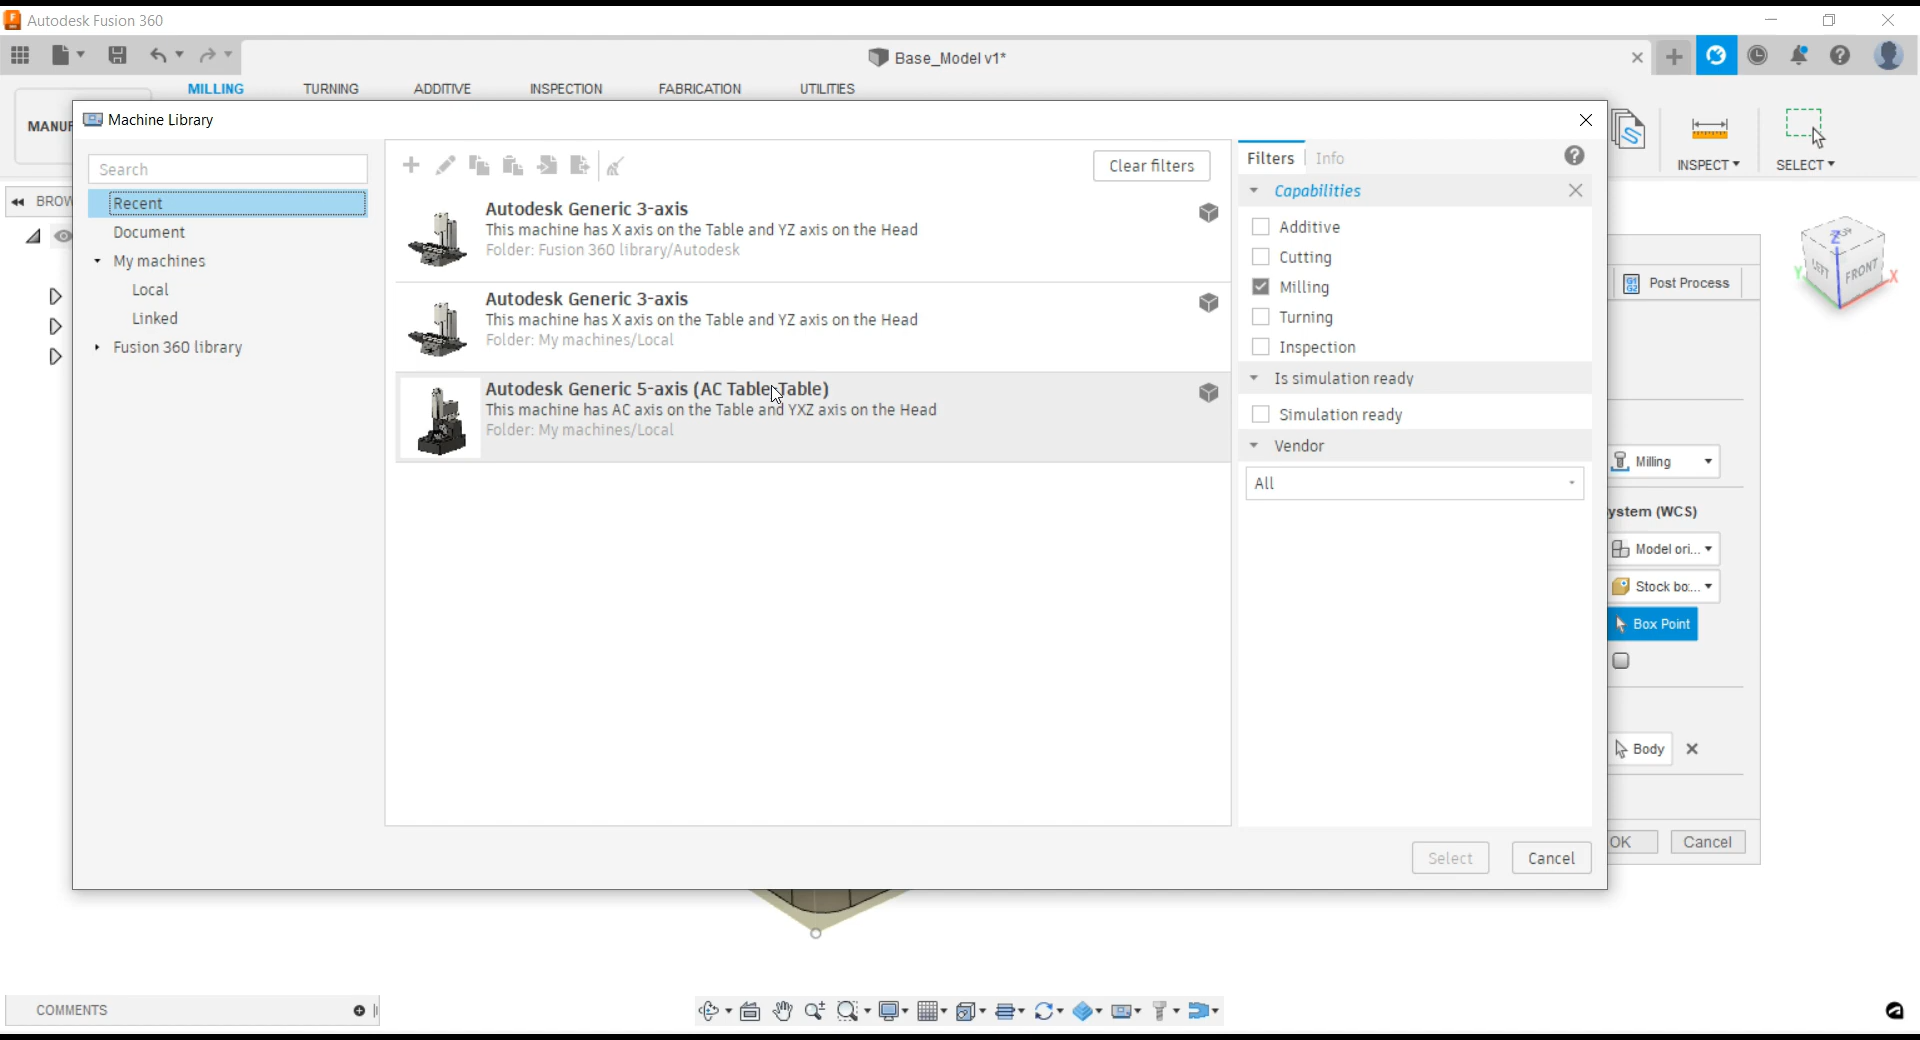 Autodesk Fusion 360
Base_Model v1*
MILLING TURNING ADDITIVE INSPECTION FABRICATION UTILITIES
MANUF
INSPECT SELECT
BROW
Machine Library
Search
Recent
Document
My machines
Local
Linked
Fusion 360 library
Clear filters
Autodesk Generic 3-axis
This machine has X axis on the Table and YZ axis on the Head
Folder: Fusion 360 library/Autodesk
Autodesk Generic 3-axis
This machine has X axis on the Table and YZ axis on the Head
Folder: My machines/Local
Autodesk Generic 5-axis (AC Table Table)
This machine has AC axis on the Table and YXZ axis on the Head
Folder: My machines/Local
Filters Info
Capabilities
Additive
Cutting
Milling
Turning
Inspection
Is simulation ready
Simulation ready
Vendor
All
Select Cancel
Z
LEFT FRONT
Y X
G1
G2
Post Process
Milling
ystem (WCS)
Model ori...
Stock bo...
Box Point
Body
OK Cancel
COMMENTS